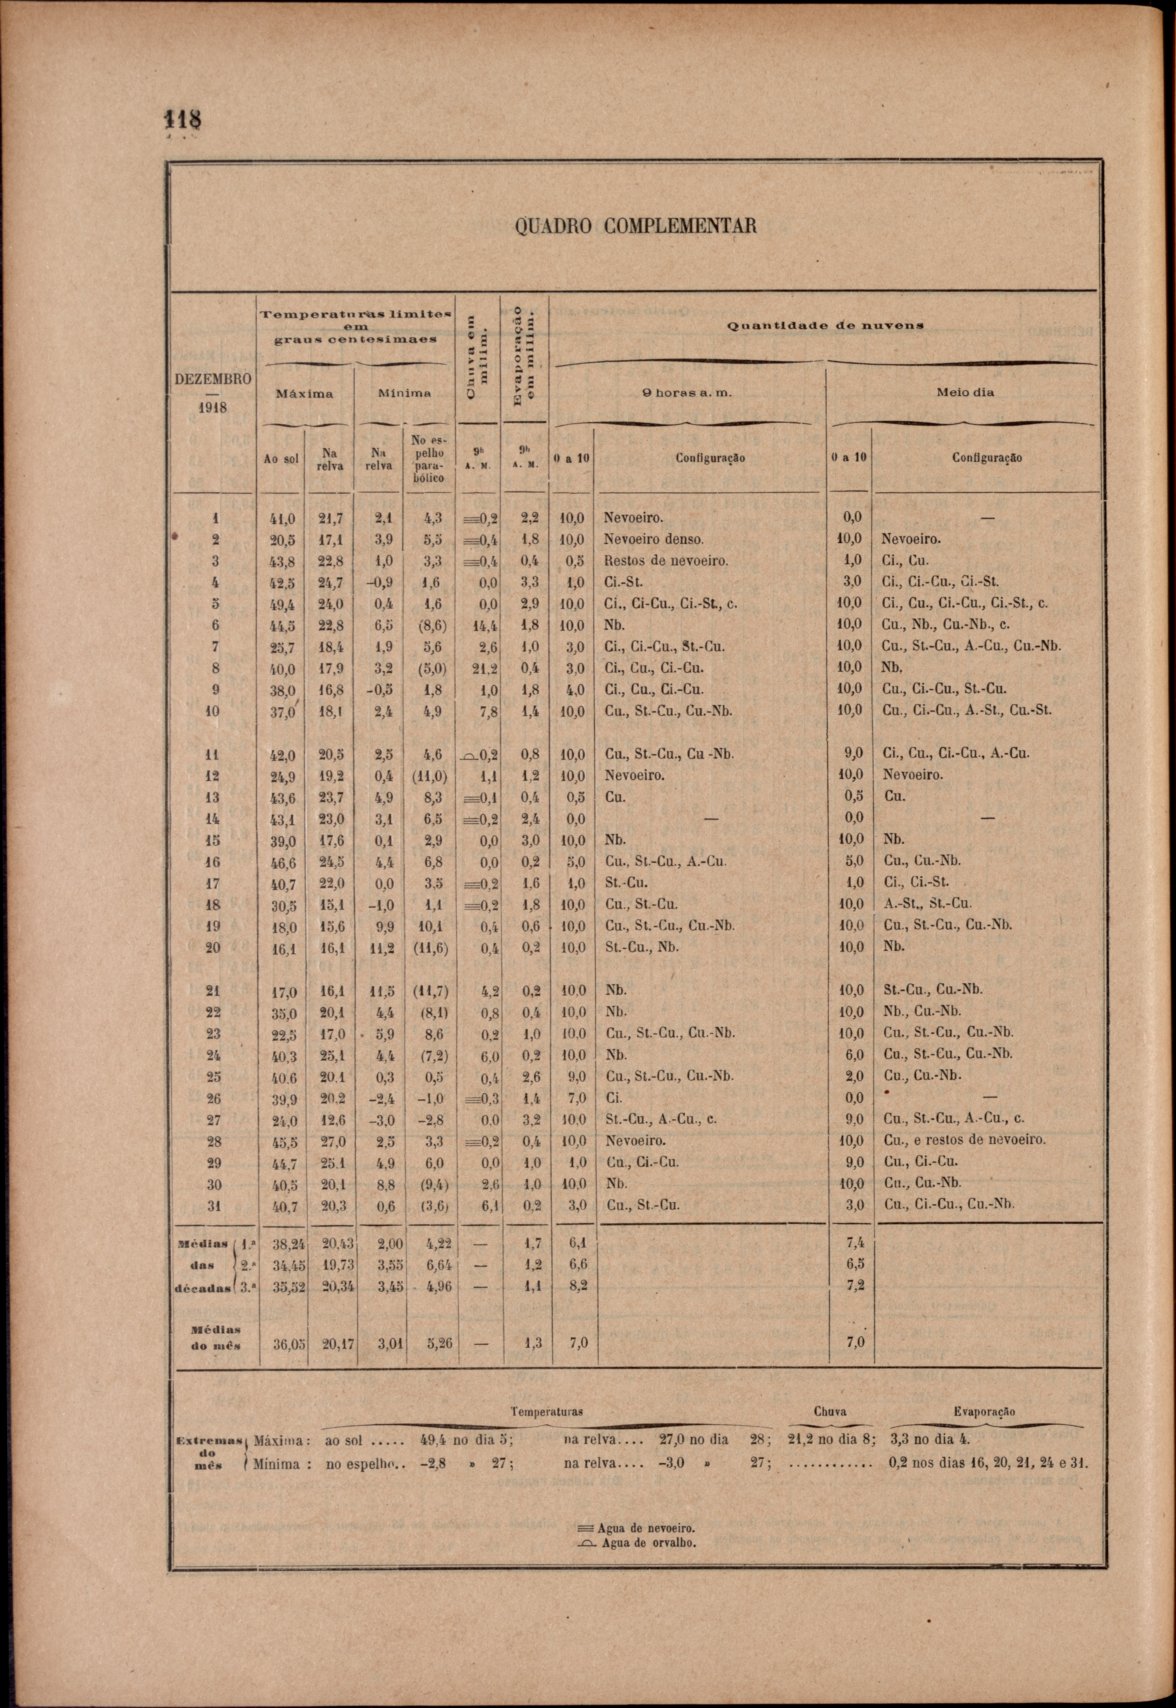 118
QUADRO COMPLEMENTAR
DEZEMBRO
—
1918
Temperaturas limites
em
graus centesimaes
Chuva em
milim.
Evaporação
em milim.
Quantidade de nuvens
Máxima
Mínima
9 horas a. m.
Meio dia
Ao sol
Na
relva
Na
relva
No es-
pelho
para-
bólico
9ʰ
A. M.
9ʰ
A. M.
0 a 10
Configuração
0 a 10
Configuração
1 41,0 21,7 2,1 4,3 ≡0,2 2,2 10,0 Nevoeiro. 0,0 —
2 20,5 17,1 3,9 5,5 ≡0,4 1,8 10,0 Nevoeiro denso. 10,0 Nevoeiro.
3 43,8 22,8 1,0 3,3 ≡0,4 0,4 0,5 Restos de nevoeiro. 1,0 Ci., Cu.
4 42,5 24,7 -0,9 1,6 0,0 3,3 1,0 Ci.-St. 3,0 Ci., Ci.-Cu., Ci.-St.
5 49,4 24,0 0,4 1,6 0,0 2,9 10,0 Ci., Ci-Cu., Ci.-St., c. 10,0 Ci., Cu., Ci.-Cu., Ci.-St., c.
6 44,5 22,8 6,5 (8,6) 14,4 1,8 10,0 Nb. 10,0 Cu., Nb., Cu.-Nb., c.
7 25,7 18,4 1,9 5,6 2,6 1,0 3,0 Ci., Ci.-Cu., St.-Cu. 10,0 Cu., St.-Cu., A.-Cu., Cu.-Nb.
8 40,0 17,9 3,2 (5,0) 21,2 0,4 3,0 Ci., Cu., Ci.-Cu. 10,0 Nb.
9 38,0 16,8 -0,5 1,8 1,0 1,8 4,0 Ci., Cu., Ci.-Cu. 10,0 Cu., Ci.-Cu., St.-Cu.
10 37,0 18,1 2,4 4,9 7,8 1,4 10,0 Cu., St.-Cu., Cu.-Nb. 10,0 Cu., Ci.-Cu., A.-St., Cu.-St.
11 42,0 20,5 2,5 4,6 ⌓0,2 0,8 10,0 Cu., St.-Cu., Cu -Nb. 9,0 Ci., Cu., Ci.-Cu., A.-Cu.
12 24,9 19,2 0,4 (11,0) 1,1 1,2 10,0 Nevoeiro. 10,0 Nevoeiro.
13 43,6 23,7 4,9 8,3 ≡0,1 0,4 0,5 Cu. 0,5 Cu.
14 43,1 23,0 3,1 6,5 ≡0,2 2,4 0,0 — 0,0 —
15 39,0 17,6 0,1 2,9 0,0 3,0 10,0 Nb. 10,0 Nb.
16 46,6 24,5 4,4 6,8 0,0 0,2 5,0 Cu., St.-Cu., A.-Cu. 5,0 Cu., Cu.-Nb.
17 40,7 22,0 0,0 3,5 ≡0,2 1,6 1,0 St.-Cu. 1,0 Ci., Ci.-St.
18 30,5 15,1 -1,0 1,1 ≡0,2 1,8 10,0 Cu., St.-Cu. 10,0 A.-St., St.-Cu.
19 18,0 15,6 9,9 10,1 0,4 0,6 10,0 Cu., St.-Cu., Cu.-Nb. 10,0 Cu., St.-Cu., Cu.-Nb.
20 16,1 16,1 11,2 (11,6) 0,4 0,2 10,0 St.-Cu., Nb. 10,0 Nb.
21 17,0 16,1 11,5 (11,7) 4,2 0,2 10,0 Nb. 10,0 St.-Cu., Cu.-Nb.
22 35,0 20,1 4,4 (8,1) 0,8 0,4 10,0 Nb. 10,0 Nb., Cu.-Nb.
23 22,5 17,0 5,9 8,6 0,2 1,0 10,0 Cu., St.-Cu., Cu.-Nb. 10,0 Cu., St.-Cu., Cu.-Nb.
24 40,3 25,1 4,4 (7,2) 6,0 0,2 10,0 Nb. 6,0 Cu., St.-Cu., Cu.-Nb.
25 40,6 20,1 0,3 0,5 0,4 2,6 9,0 Cu., St.-Cu., Cu.-Nb. 2,0 Cu., Cu.-Nb.
26 39,9 20,2 -2,4 -1,0 ≡0,3 1,4 7,0 Ci. 0,0 —
27 24,0 12,6 -3,0 -2,8 0,0 3,2 10,0 St.-Cu., A.-Cu., c. 9,0 Cu., St.-Cu., A.-Cu., c.
28 45,5 27,0 2,5 3,3 ≡0,2 0,4 10,0 Nevoeiro. 10,0 Cu., e restos de nevoeiro.
29 44,7 25,1 4,9 6,0 0,0 1,0 1,0 Cu., Ci.-Cu. 9,0 Cu., Ci.-Cu.
30 40,5 20,1 8,8 (9,4) 2,6 1,0 10,0 Nb. 10,0 Cu., Cu.-Nb.
31 40,7 20,3 0,6 (3,6) 6,1 0,2 3,0 Cu., St.-Cu. 3,0 Cu., Ci.-Cu., Cu.-Nb.
Médias 1.ª 38,24 20,43 2,00 4,22 — 1,7 6,1 7,4
das 2.ª 34,45 19,73 3,55 6,64 — 1,2 6,6 6,5
décadas 3.ª 35,52 20,34 3,45 4,96 — 1,1 8,2 7,2
Médias
do mês 36,05 20,17 3,01 5,26 — 1,3 7,0 7,0
Temperaturas Chuva Evaporação
Extremas
do
mês
Máxima: ao sol ..... 49,4 no dia 5; na relva.... 27,0 no dia 28; 21,2 no dia 8; 3,3 no dia 4.
Mínima : no espelho.. -2,8 » 27; na relva.... -3,0 » 27; ............ 0,2 nos dias 16, 20, 21, 24 e 31.
≡ Agua de nevoeiro.
⌓ Agua de orvalho.